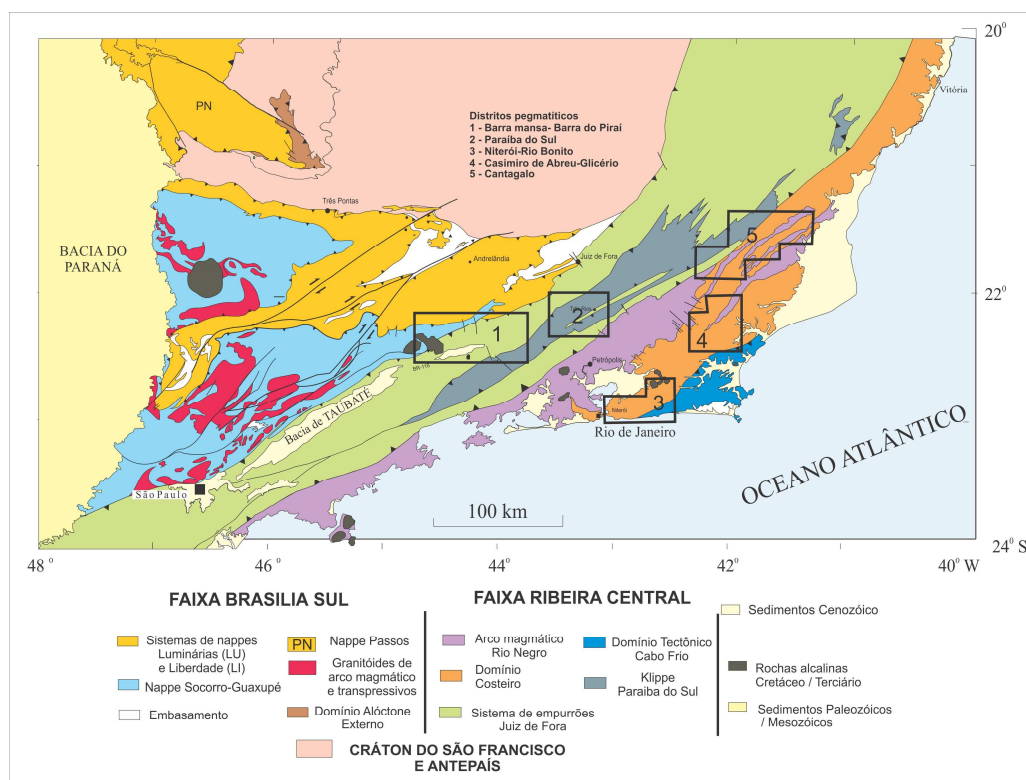 20°
Vitória
PN
Distritos pegmatíticos
1 - Barra mansa- Barra do Piraí
2 - Paraíba do Sul
3 - Niterói-Rio Bonito
4 - Casimiro de Abreu-Glicério
5 - Cantagalo
Três Pontas
BACIA DO
PARANÁ
Andrelândia
Juiz de Fora
5
22°
2
1
4
BR-116
Petrópolis
Bacia de TAUBATÉ
3
Niterói
Rio de Janeiro
OCEANO ATLÂNTICO
São Paulo
100 km
24° S
48°
46°
44°
42°
40° W
FAIXA BRASILIA SUL
Sistemas de nappes
Luminárias (LU)
e Liberdade (LI)
PN
Nappe Passos
Granitóides de
arco magmático
e transpressivos
Nappe Socorro-Guaxupé
Embasamento
Domínio Alóctone
Externo
CRÁTON DO SÃO FRANCISCO
E ANTEPAÍS
FAIXA RIBEIRA CENTRAL
Arco magmático
Rio Negro
Domínio Tectônico
Cabo Frio
Domínio
Costeiro
Klippe
Paraiba do Sul
Sistema de empurrões
Juiz de Fora
Sedimentos Cenozóico
Rochas alcalinas
Cretáceo / Terciário
Sedimentos Paleozóicos
/ Mesozóicos